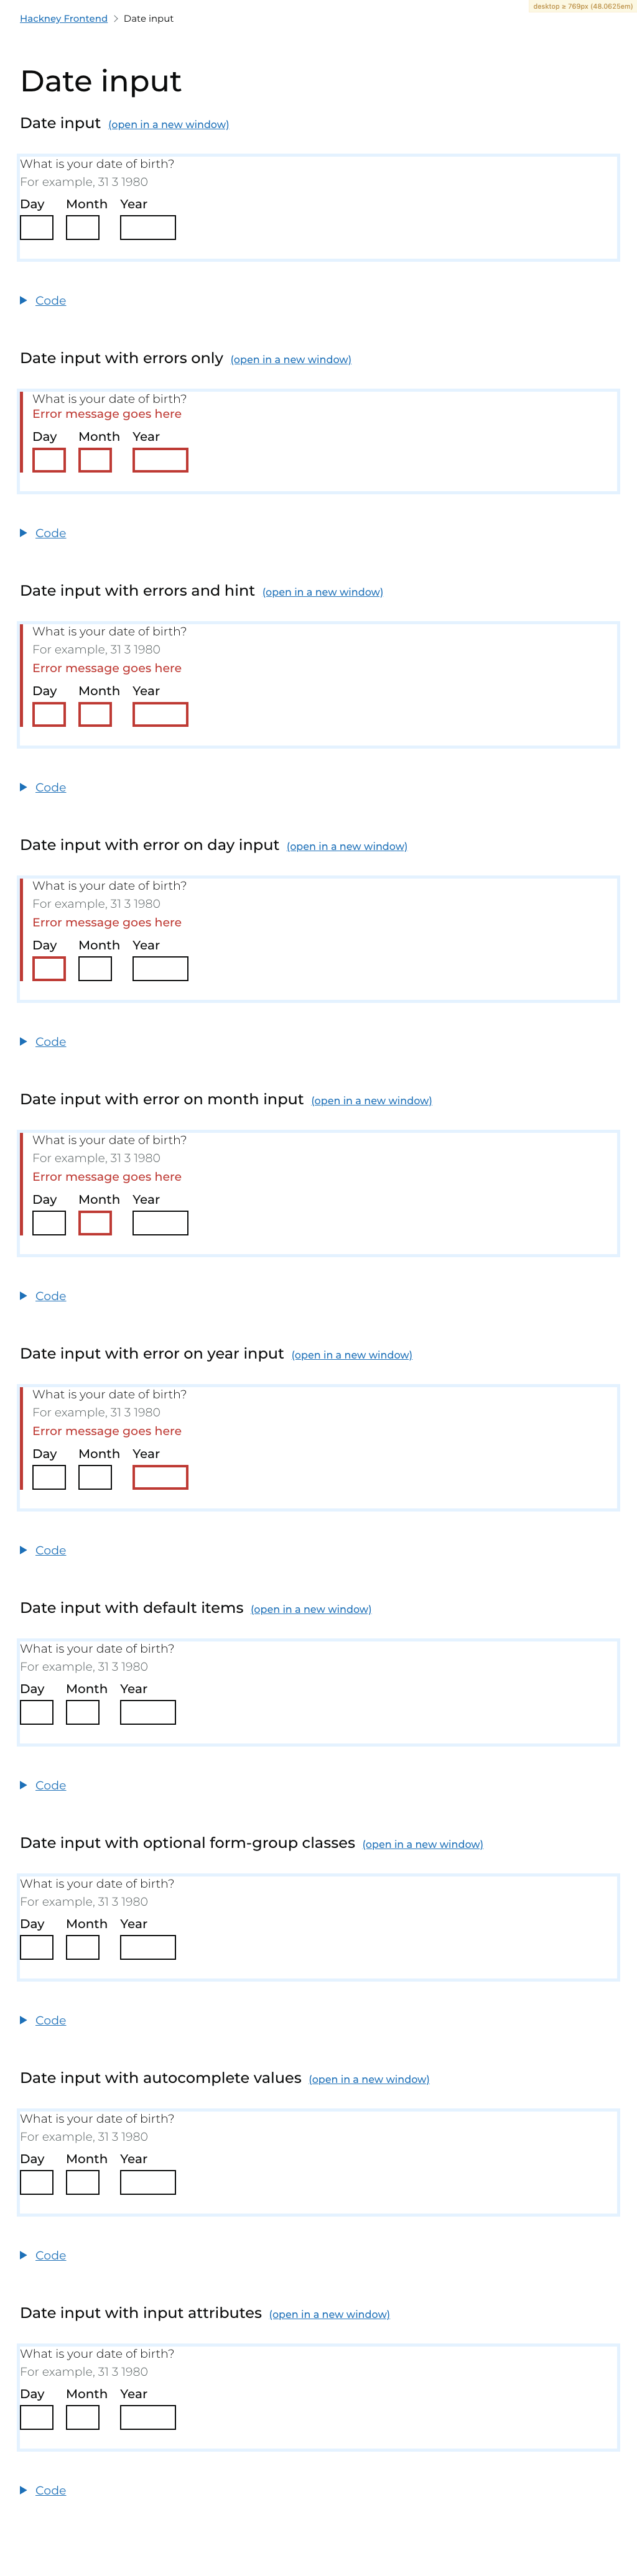 desktop ≥ 769px (48.0625em)
Hackney Frontend > Date input
Date input
Date input (open in a new window)
What is your date of birth?
For example, 31 3 1980
Day Month Year
Code
Date input with errors only (open in a new window)
What is your date of birth?
Error message goes here
Day Month Year
Code
Date input with errors and hint (open in a new window)
What is your date of birth?
For example, 31 3 1980
Error message goes here
Day Month Year
Code
Date input with error on day input (open in a new window)
What is your date of birth?
For example, 31 3 1980
Error message goes here
Day Month Year
Code
Date input with error on month input (open in a new window)
What is your date of birth?
For example, 31 3 1980
Error message goes here
Day Month Year
Code
Date input with error on year input (open in a new window)
What is your date of birth?
For example, 31 3 1980
Error message goes here
Day Month Year
Code
Date input with default items (open in a new window)
What is your date of birth?
For example, 31 3 1980
Day Month Year
Code
Date input with optional form-group classes (open in a new window)
What is your date of birth?
For example, 31 3 1980
Day Month Year
Code
Date input with autocomplete values (open in a new window)
What is your date of birth?
For example, 31 3 1980
Day Month Year
Code
Date input with input attributes (open in a new window)
What is your date of birth?
For example, 31 3 1980
Day Month Year
Code